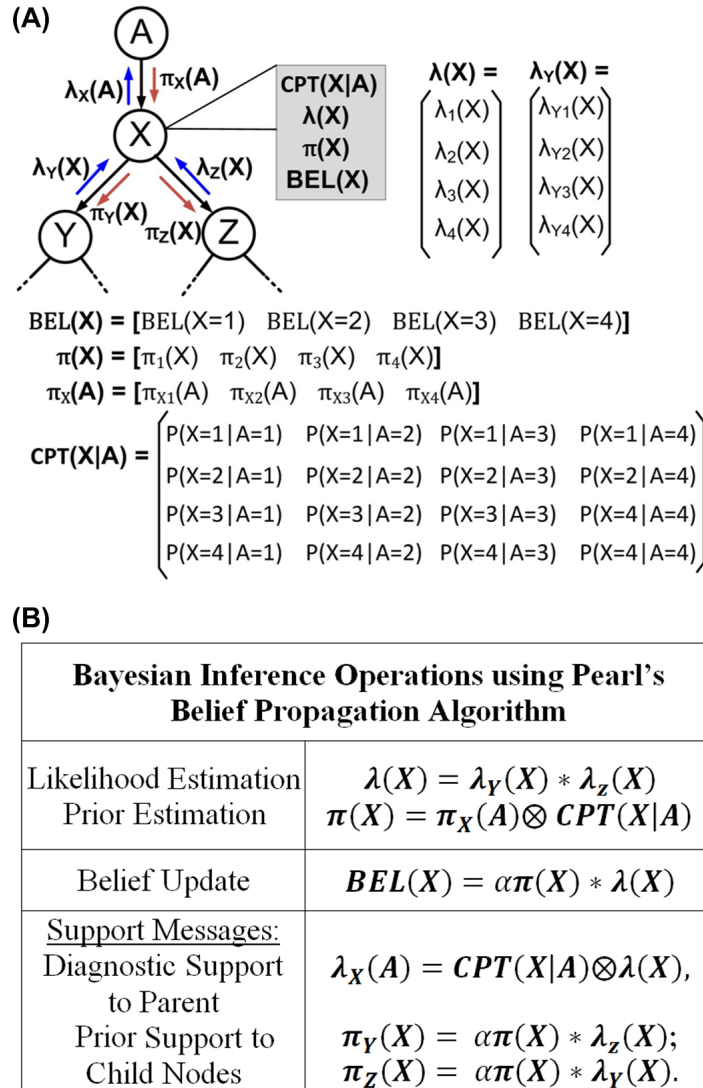 (A)
A
λX(A) πX(A)
X
CPT(X|A)
λ(X)
π(X)
BEL(X)
λY(X) λZ(X)
πY(X) πZ(X)
Y Z
λ(X) = λY(X) =
λ1(X) λY1(X)
λ2(X) λY2(X)
λ3(X) λY3(X)
λ4(X) λY4(X)
BEL(X) = [BEL(X=1) BEL(X=2) BEL(X=3) BEL(X=4)]
π(X) = [π1(X) π2(X) π3(X) π4(X)]
πX(A) = [πX1(A) πX2(A) πX3(A) πX4(A)]
CPT(X|A) =
P(X=1|A=1) P(X=1|A=2) P(X=1|A=3) P(X=1|A=4)
P(X=2|A=1) P(X=2|A=2) P(X=2|A=3) P(X=2|A=4)
P(X=3|A=1) P(X=3|A=2) P(X=3|A=3) P(X=4|A=4)
P(X=4|A=1) P(X=4|A=2) P(X=4|A=3) P(X=4|A=4)
(B)
Bayesian Inference Operations using Pearl's
Belief Propagation Algorithm
Likelihood Estimation λ(X) = λY(X) * λz(X)
Prior Estimation π(X) = πX(A)⊗ CPT(X|A)
Belief Update BEL(X) = απ(X) * λ(X)
Support Messages:
Diagnostic Support
to Parent
λX(A) = CPT(X|A)⊗λ(X),
Prior Support to
Child Nodes
πY(X) = απ(X) * λz(X);
πZ(X) = απ(X) * λY(X).